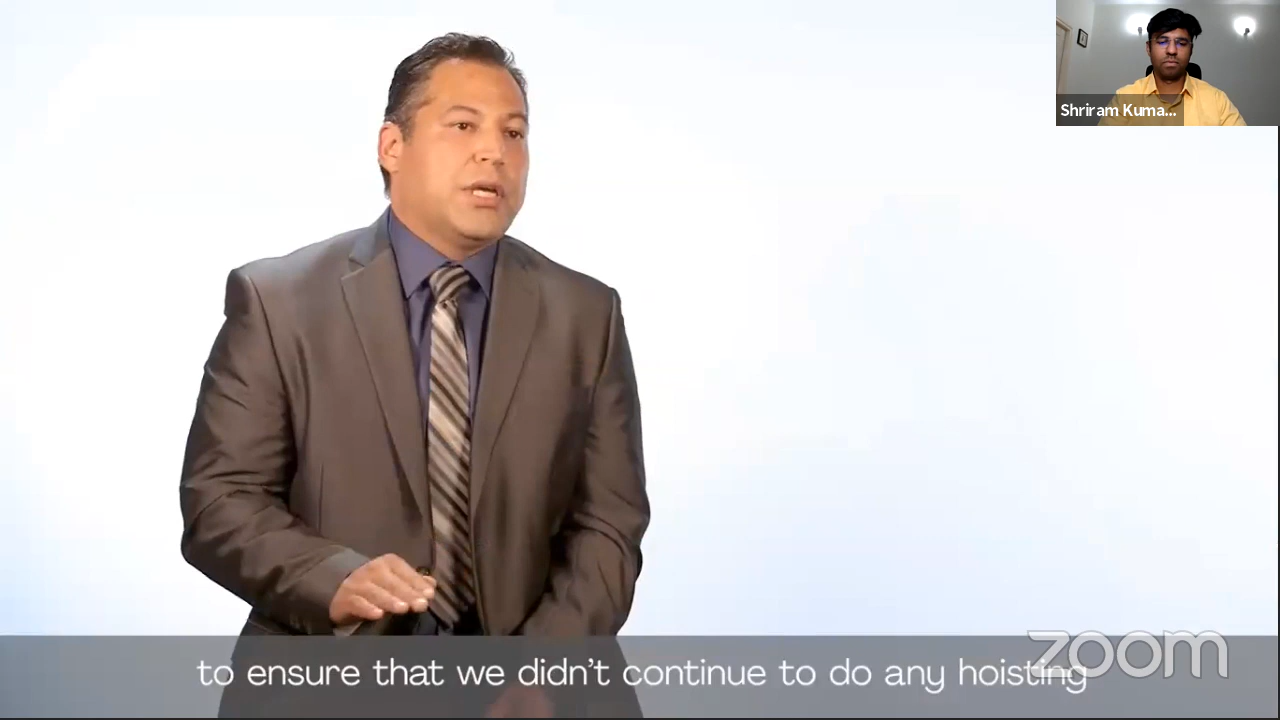 Shriram Kuma...
to ensure that we didn't continue to do any hoisting
zoom